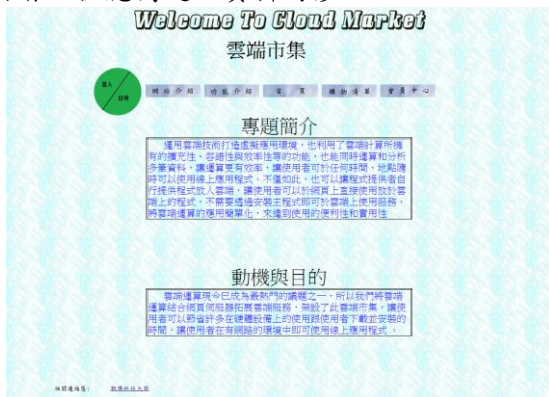 Welcome To Cloud Market
雲端市集
登入
註冊
網站介紹 功能介紹 首頁 購物清單 會員中心
專題簡介
運用雲端技術打造虛擬應用環境，也利用了雲端計算所擁
有的擴充性、容錯性與效率性等的功能，也能同時運算和分析
多筆資料，讓運算更有效率，讓使用者可於任何時間、地點隨
時可以使用線上應用程式。不僅如此，也可以讓程式提供者自
行提供程式放入雲端，讓使用者可以於網頁上直接使用放於雲
端上的程式，不需要透過安裝主程式即可於雲端上使用服務，
將雲端運算的應用簡單化，來達到使用的便利性和實用性
動機與目的
雲端運算現今已成為最熱門的議題之一，所以我們將雲端
運算結合網頁伺服器拓展雲端服務，架設了此雲端市集，讓使
用者可以節省許多在硬體設備上的使用跟使用者下載並安裝的
時間，讓使用者在有網路的環境中即可使用線上應用程式。
相關連結：